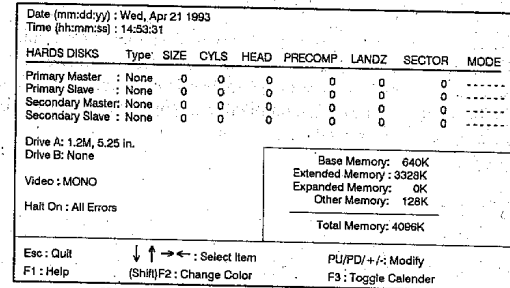 Date (mm:dd:yy) : Wed, Apr 21 1993
Time (hh:mm:ss) : 14:53:31
HARDS DISKS Type SIZE CYLS HEAD PRECOMP LANDZ SECTOR MODE
Primary Master : None 0 0 0 0 0 0 ------
Primary Slave : None 0 0 0 0 0 0 ------
Secondary Master: None 0 0 0 0 0 0 ------
Secondary Slave : None 0 0 0 0 0 0 ------
Drive A: 1.2M, 5.25 in.
Drive B: None
Video : MONO
Halt On : All Errors
Base Memory: 640K
Extended Memory : 3328K
Expanded Memory: 0K
Other Memory: 128K
Total Memory: 4096K
Esc : Quit ↓ ↑ → ← : Select Item PU/PD/+/-: Modify
F1 : Help (Shift)F2 : Change Color F3 : Toggle Calender